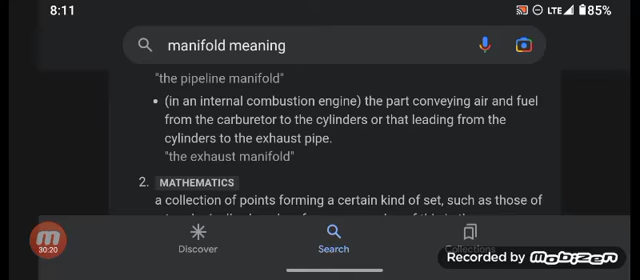 8:11 LTE 85%
manifold meaning
"the pipeline manifold"
• (in an internal combustion engine) the part conveying air and fuel
from the carburetor to the cylinders or that leading from the
cylinders to the exhaust pipe.
"the exhaust manifold"
2. MATHEMATICS
a collection of points forming a certain kind of set, such as those of
Discover Search Collections
30:20
Recorded by mobizen